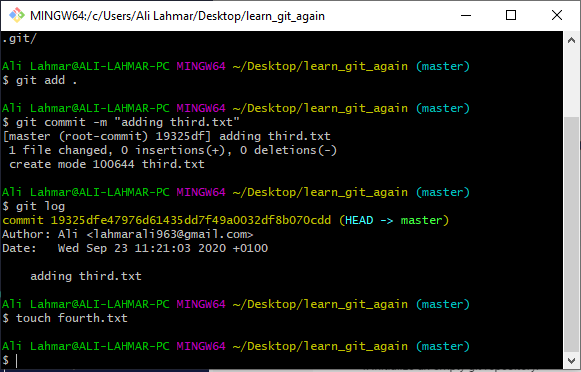 MINGW64:/c/Users/Ali Lahmar/Desktop/learn_git_again
.git/
Ali Lahmar@ALI-LAHMAR-PC MINGW64 ~/Desktop/learn_git_again (master)
$ git add .
Ali Lahmar@ALI-LAHMAR-PC MINGW64 ~/Desktop/learn_git_again (master)
$ git commit -m "adding third.txt"
[master (root-commit) 19325df] adding third.txt
 1 file changed, 0 insertions(+), 0 deletions(-)
 create mode 100644 third.txt
Ali Lahmar@ALI-LAHMAR-PC MINGW64 ~/Desktop/learn_git_again (master)
$ git log
commit 19325dfe47976d61435dd7f49a0032df8b070cdd (HEAD -> master)
Author: Ali <lahmarali963@gmail.com>
Date:   Wed Sep 23 11:21:03 2020 +0100
    adding third.txt
Ali Lahmar@ALI-LAHMAR-PC MINGW64 ~/Desktop/learn_git_again (master)
$ touch fourth.txt
Ali Lahmar@ALI-LAHMAR-PC MINGW64 ~/Desktop/learn_git_again (master)
$